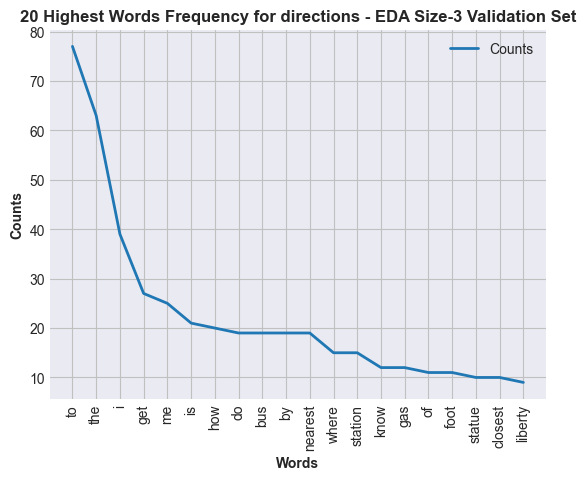 20 Highest Words Frequency for directions - EDA Size-3 Validation Set
Counts
80
70
60
50
40
30
20
10
Counts
to
the
i
get
me
is
how
do
bus
by
nearest
where
station
know
gas
of
foot
statue
closest
liberty
Words